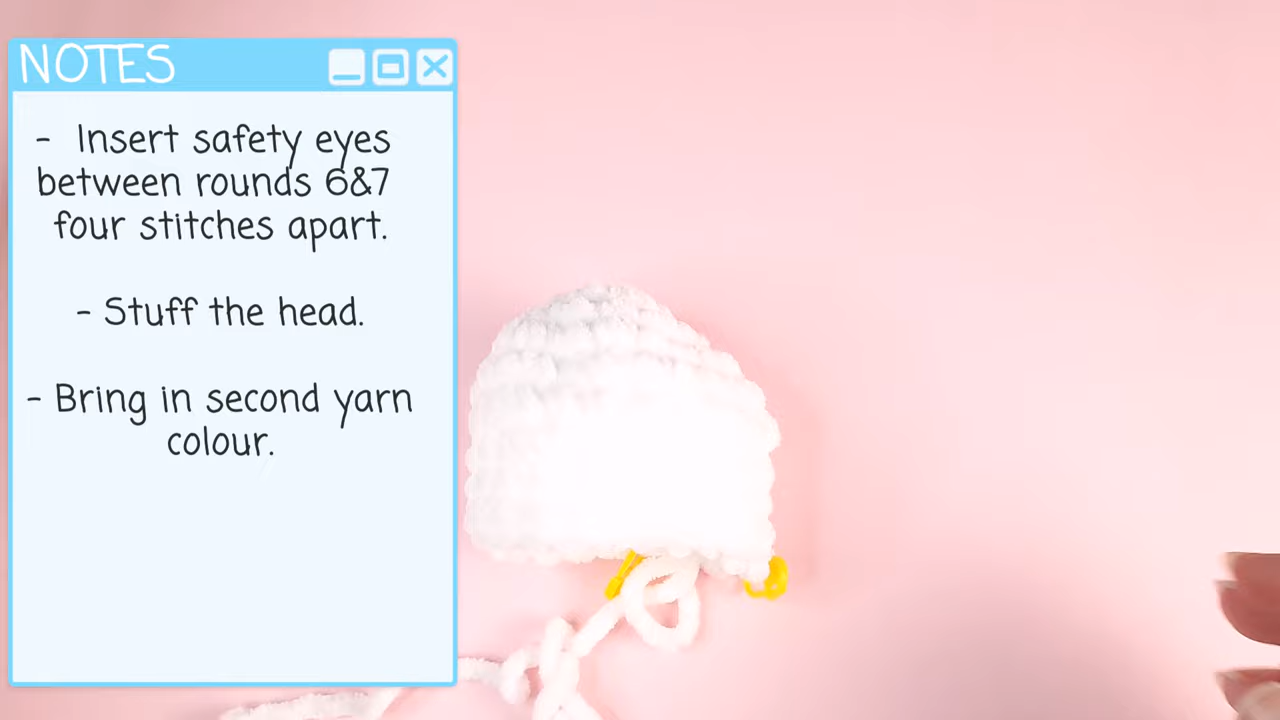 NOTES
- Insert safety eyes
between rounds 6&7
four stitches apart.
- Stuff the head.
- Bring in second yarn
colour.